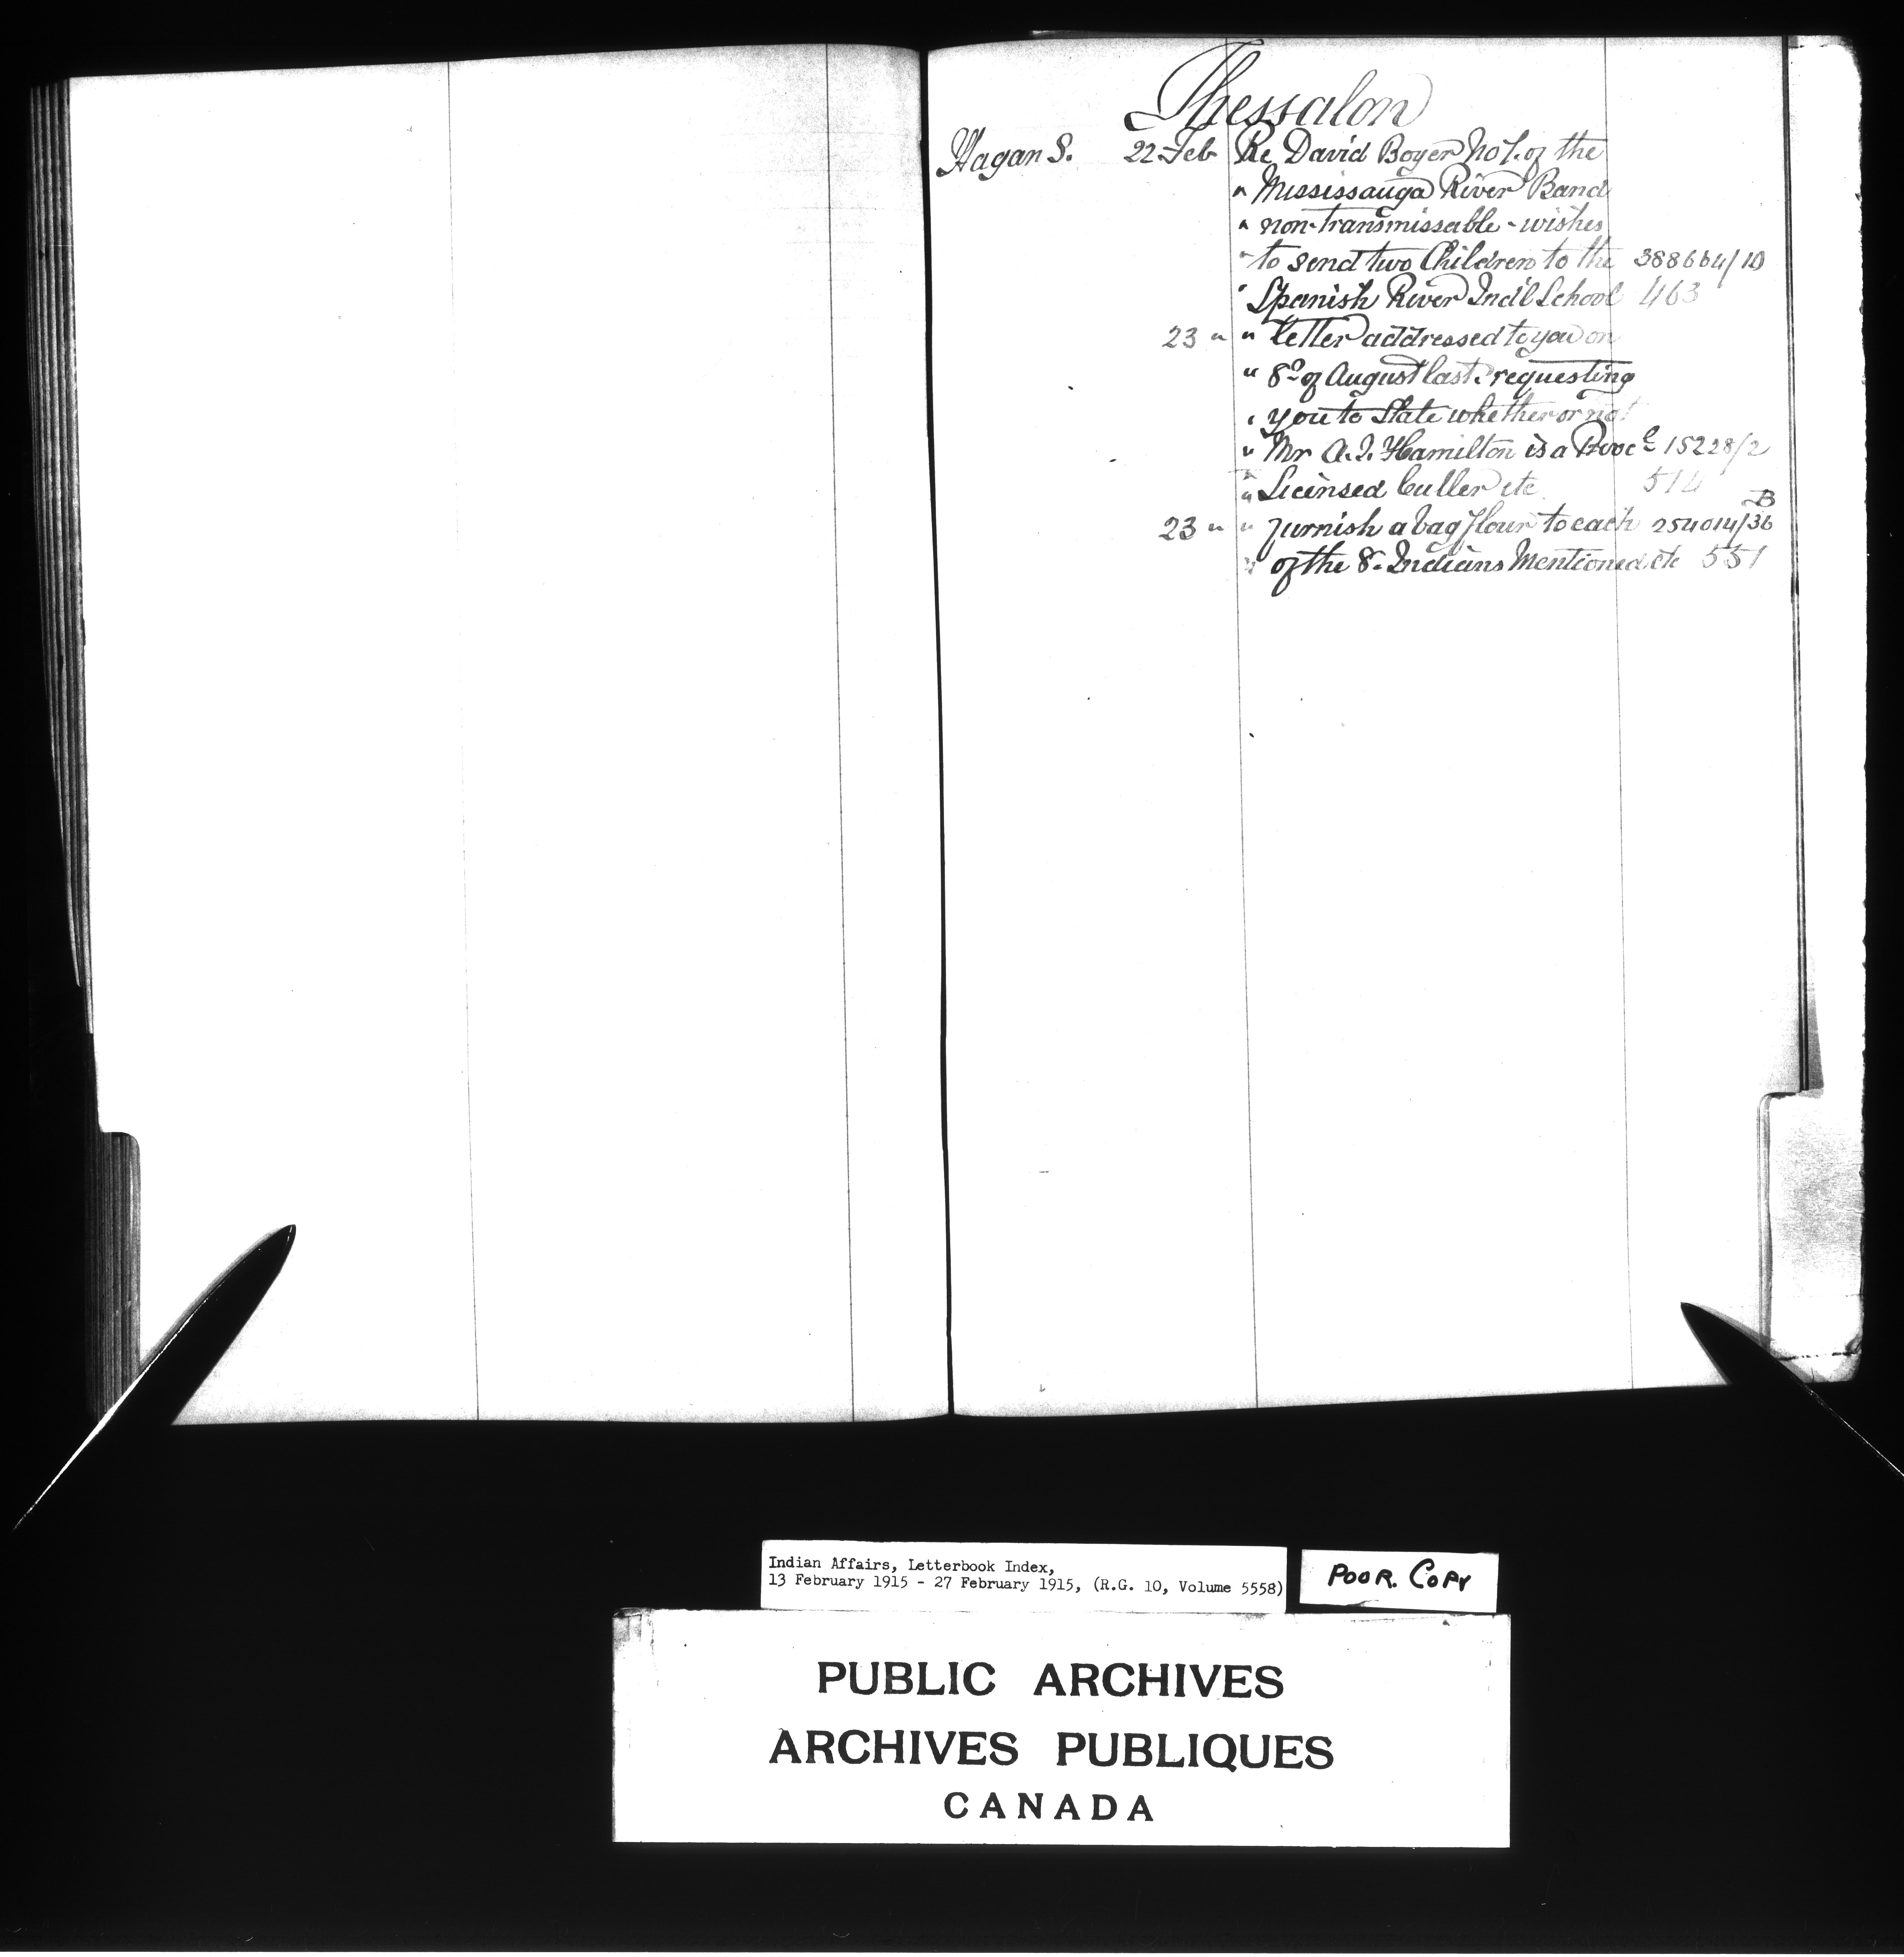 Thessalon
Hagan S. 22 Feb Re David Boyer No 7. of the
" Mississauga River Band
" non-transmissable - wishes
" to send two Children to the 388664/10
" Spanish River Ind'l School 463
23 " " letter addressed to you on
" 8º of August last requesting
" you to State whether or not
" Mr A. J. Hamilton is a Provcl 15228/2
" Licensed Culler etc 514
B
23 " " furnish a bag flour to each 254014/36
" of the 8 - Indians Mentioned etc 551
Indian Affairs, Letterbook Index,
13 February 1915 - 27 February 1915, (R.G. 10, Volume 5558)
POOR. COPY
PUBLIC ARCHIVES
ARCHIVES PUBLIQUES
CANADA